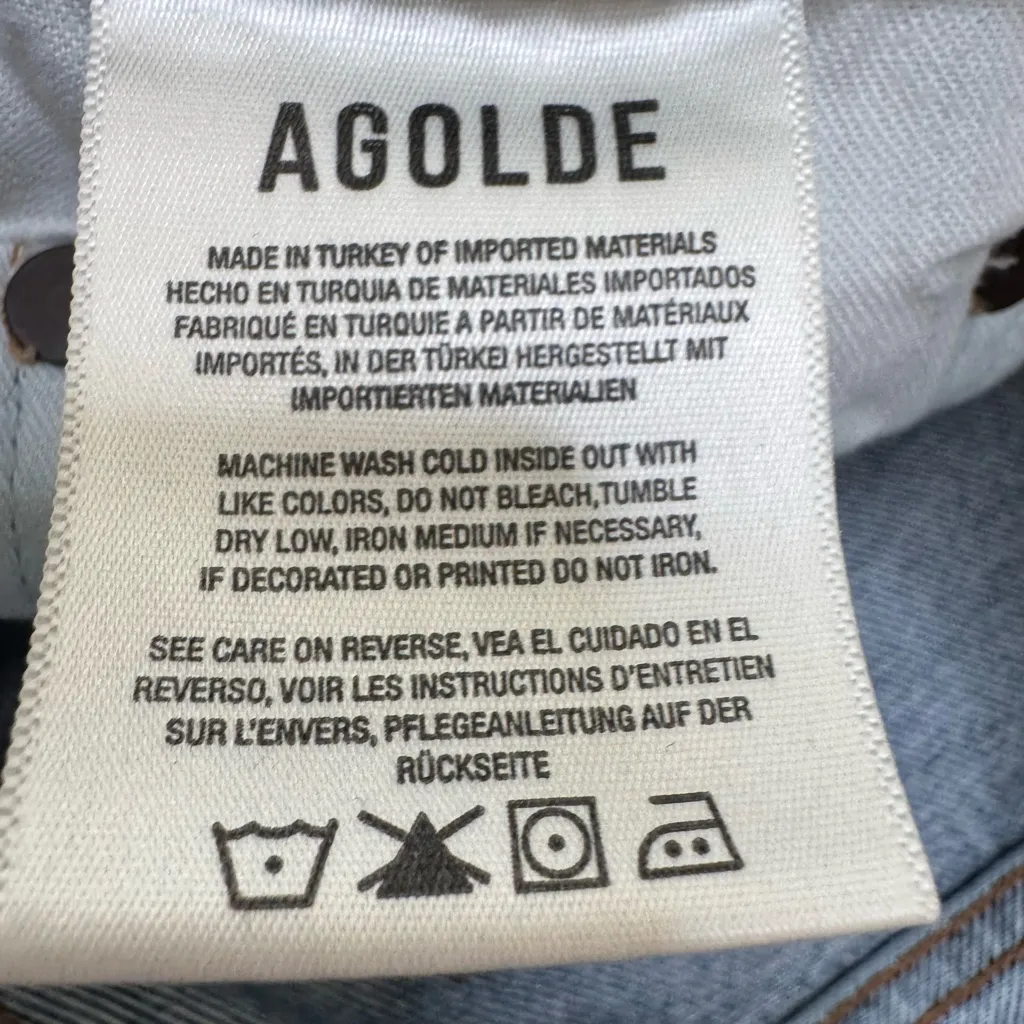 AGOLDE
MADE IN TURKEY OF IMPORTED MATERIALS
HECHO EN TURQUIA DE MATERIALES IMPORTADOS
FABRIQUÉ EN TURQUIE A PARTIR DE MATÉRIAUX
IMPORTÉS, IN DER TÜRKEI HERGESTELLT MIT
IMPORTIERTEN MATERIALIEN
MACHINE WASH COLD INSIDE OUT WITH
LIKE COLORS, DO NOT BLEACH,TUMBLE
DRY LOW, IRON MEDIUM IF NECESSARY,
IF DECORATED OR PRINTED DO NOT IRON.
SEE CARE ON REVERSE, VEA EL CUIDADO EN EL
REVERSO, VOIR LES INSTRUCTIONS D'ENTRETIEN
SUR L'ENVERS, PFLEGEANLEITUNG AUF DER
RÜCKSEITE